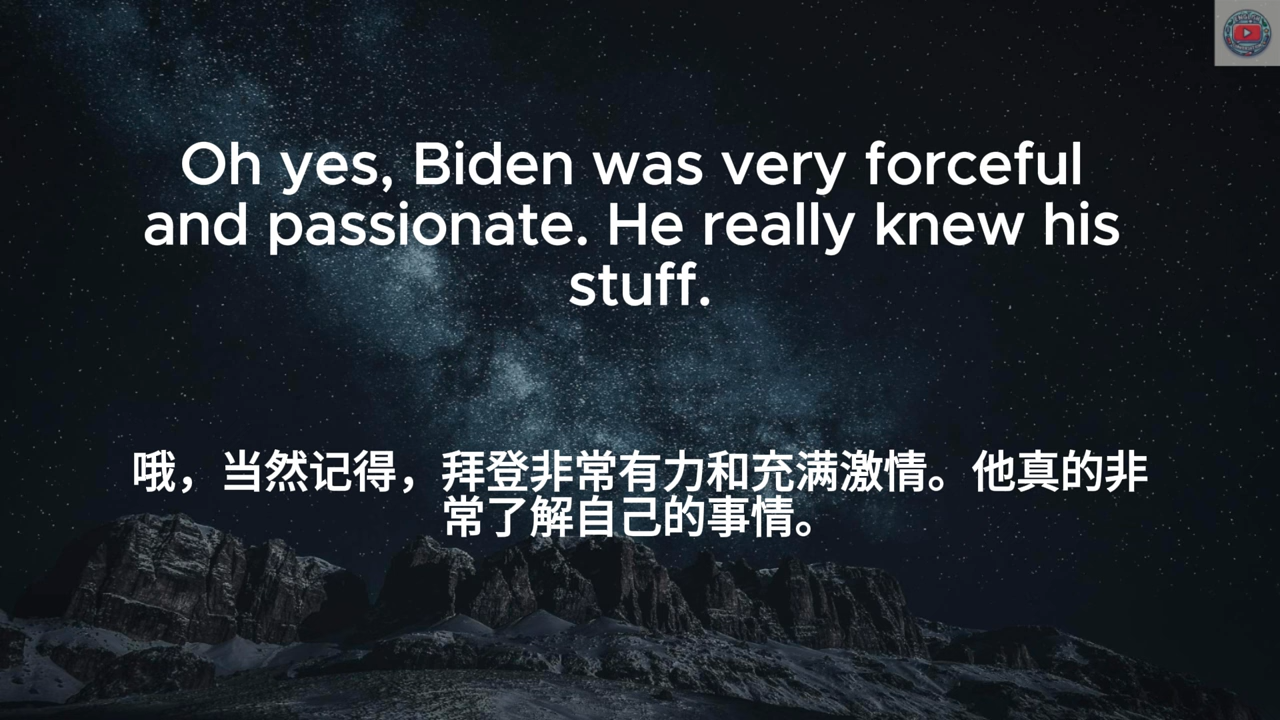 Oh yes, Biden was very forceful
and passionate. He really knew his
stuff.
哦，当然记得，拜登非常有力和充满激情。他真的非
常了解自己的事情。